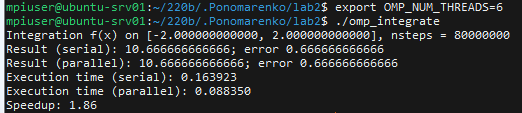 mpiuser@ubuntu-srv01:~/220b/.Ponomarenko/lab2$ export OMP_NUM_THREADS=6
mpiuser@ubuntu-srv01:~/220b/.Ponomarenko/lab2$ ./omp_integrate
Integration f(x) on [-2.000000000000, 2.000000000000], nsteps = 80000000
Result (serial): 10.666666666666; error 0.666666666666
Result (parallel): 10.666666666666; error 0.666666666666
Execution time (serial): 0.163923
Execution time (parallel): 0.088350
Speedup: 1.86